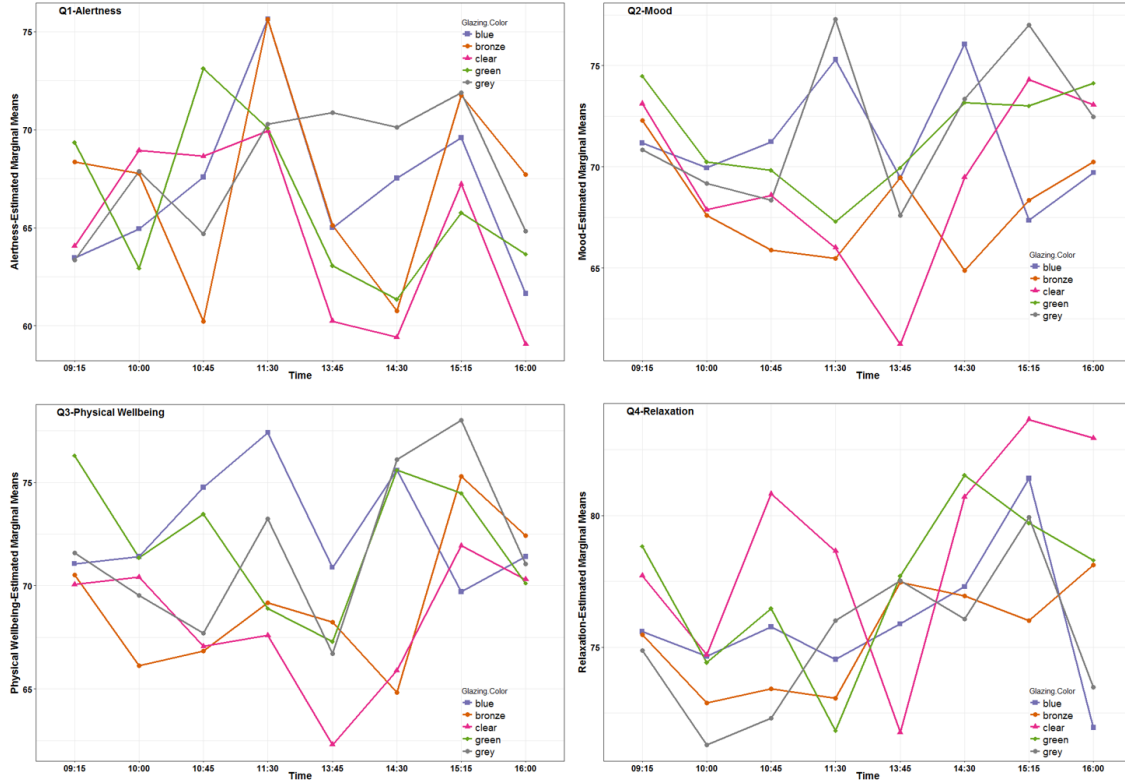 Q1-Alertness
Alertness-Estimated Marginal Means
75
70
65
60
Glazing.Color
blue
bronze
clear
green
grey
09:15 10:00 10:45 11:30 13:45 14:30 15:15 16:00
Time
Q2-Mood
Mood-Estimated Marginal Means
75
70
65
Glazing.Color
blue
bronze
clear
green
grey
09:15 10:00 10:45 11:30 13:45 14:30 15:15 16:00
Time
Q3-Physical Wellbeing
Physical Wellbeing-Estimated Marginal Means
75
70
65
Glazing.Color
blue
bronze
clear
green
grey
09:15 10:00 10:45 11:30 13:45 14:30 15:15 16:00
Time
Q4-Relaxation
Relaxation-Estimated Marginal Means
80
75
Glazing.Color
blue
bronze
clear
green
grey
09:15 10:00 10:45 11:30 13:45 14:30 15:15 16:00
Time